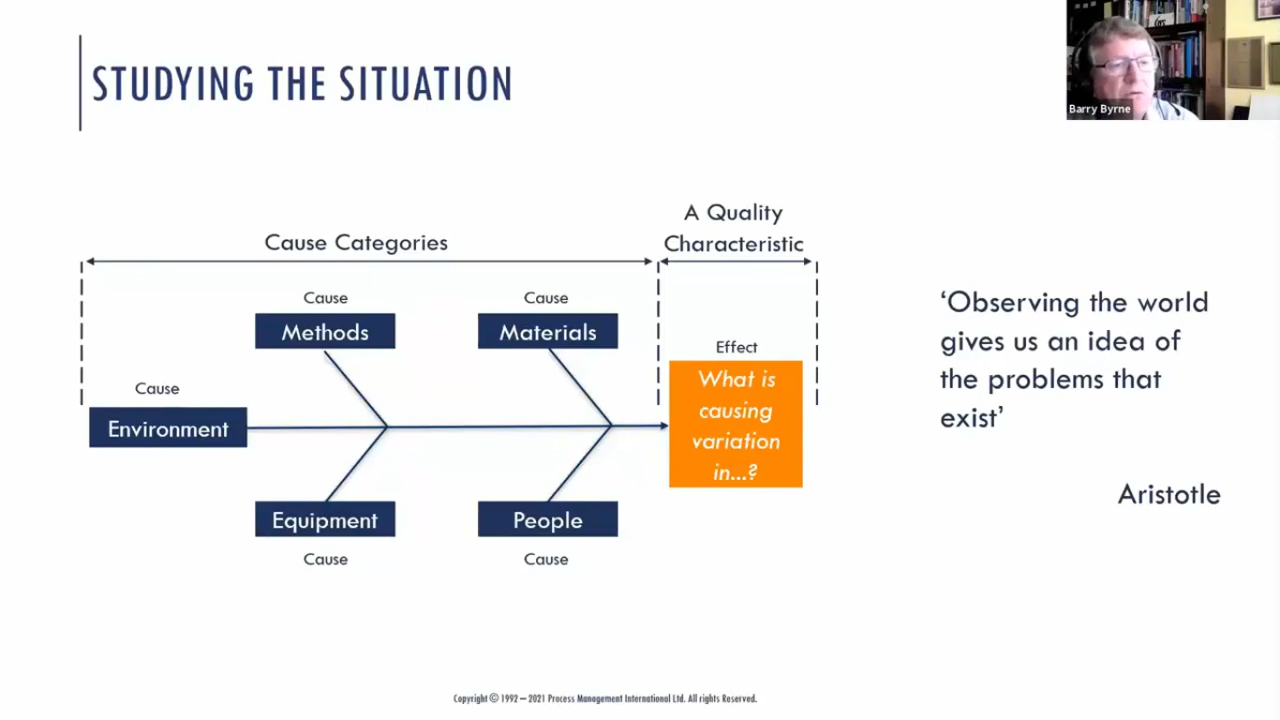 STUDYING THE SITUATION
Barry Byrne
A Quality
Characteristic
Cause Categories
Cause
Cause
Methods
Materials
Effect
Cause
Environment
What is
causing
variation
in...?
Equipment
People
Cause
Cause
‘Observing the world
gives us an idea of
the problems that
exist’
Aristotle
Copyright © 1992 – 2021 Process Management International Ltd. All rights Reserved.